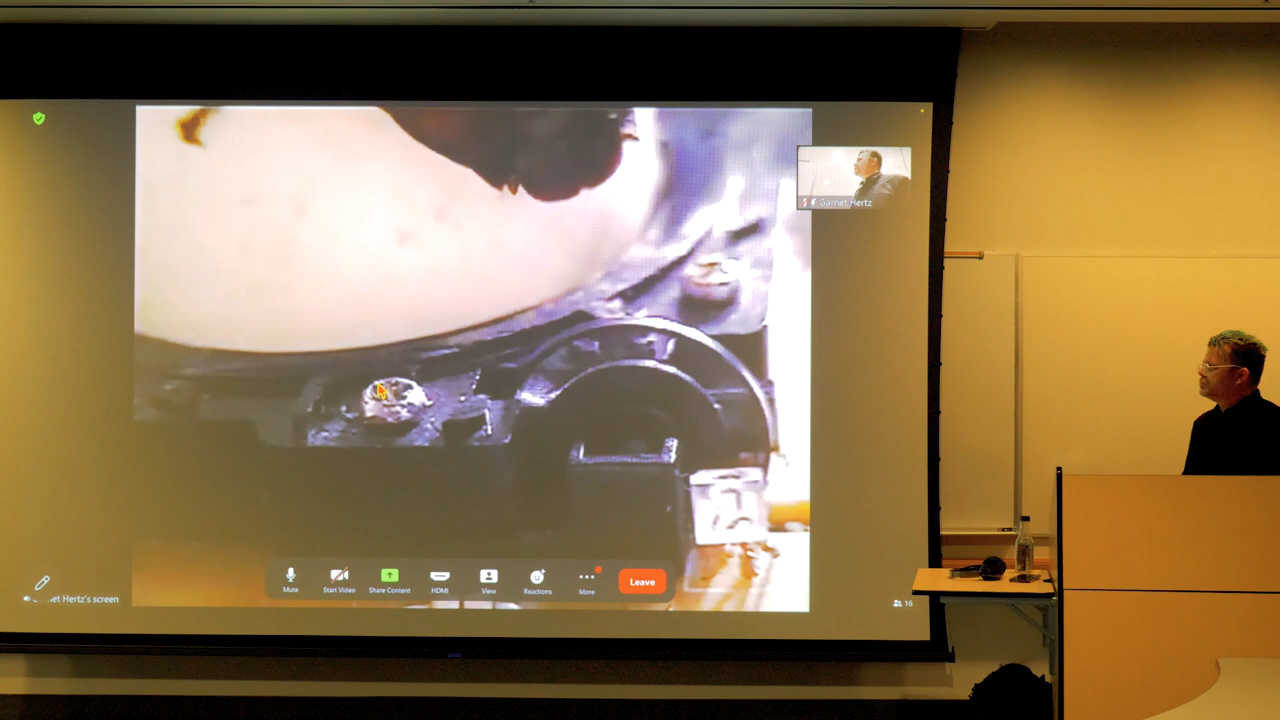 Garnet Hertz
Mute
Start Video
Share Content
HDMI
View
Reactions
More
Leave
et Hertz's screen
16